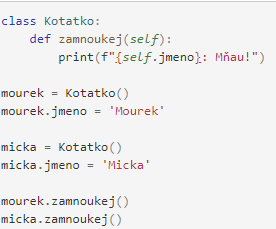 class Kotatko:
    def zamnoukej(self):
        print(f"{self.jmeno}: Mňau!")

mourek = Kotatko()
mourek.jmeno = 'Mourek'

micka = Kotatko()
micka.jmeno = 'Micka'

mourek.zamnoukej()
micka.zamnoukej()